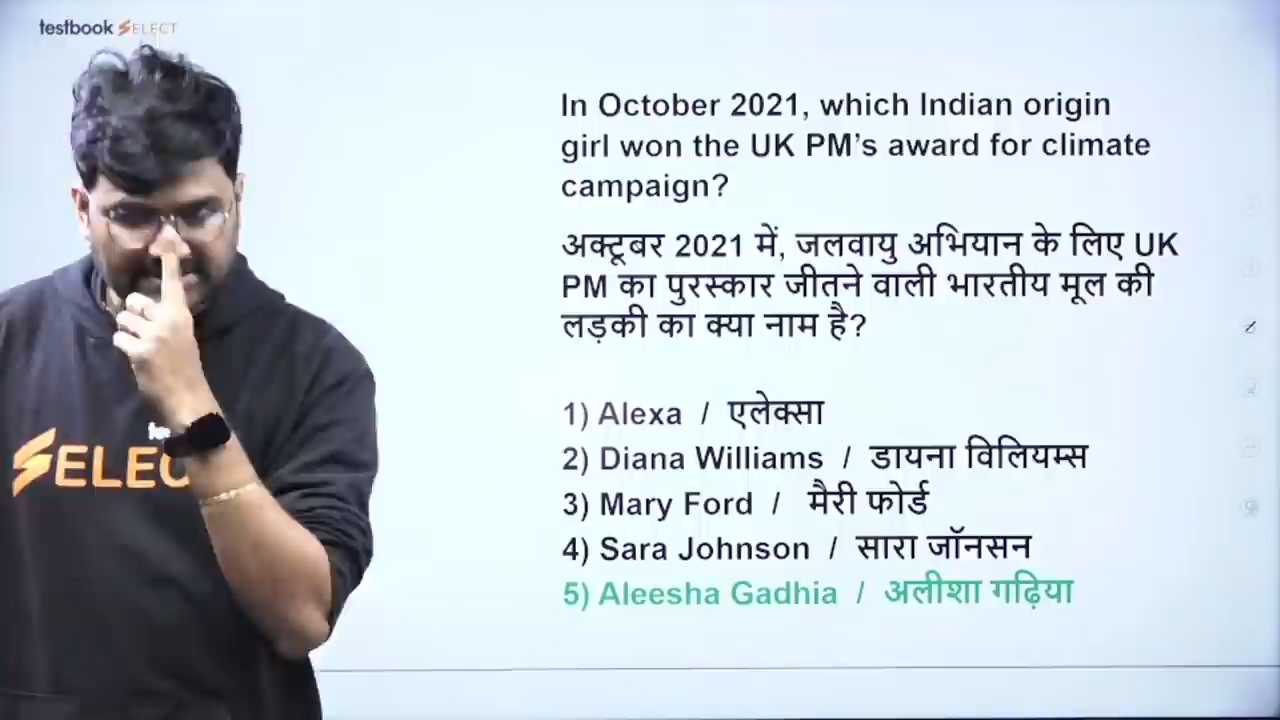 testbook SELECT
In October 2021, which Indian origin
girl won the UK PM's award for climate
campaign?
अक्टूबर 2021 में, जलवायु अभियान के लिए UK
PM का पुरस्कार जीतने वाली भारतीय मूल की
लड़की का क्या नाम है?
1) Alexa / एलेक्सा
2) Diana Williams / डायना विलियम्स
3) Mary Ford / मैरी फोर्ड
4) Sara Johnson / सारा जॉनसन
5) Aleesha Gadhia / अलीशा गढ़िया
SELEC